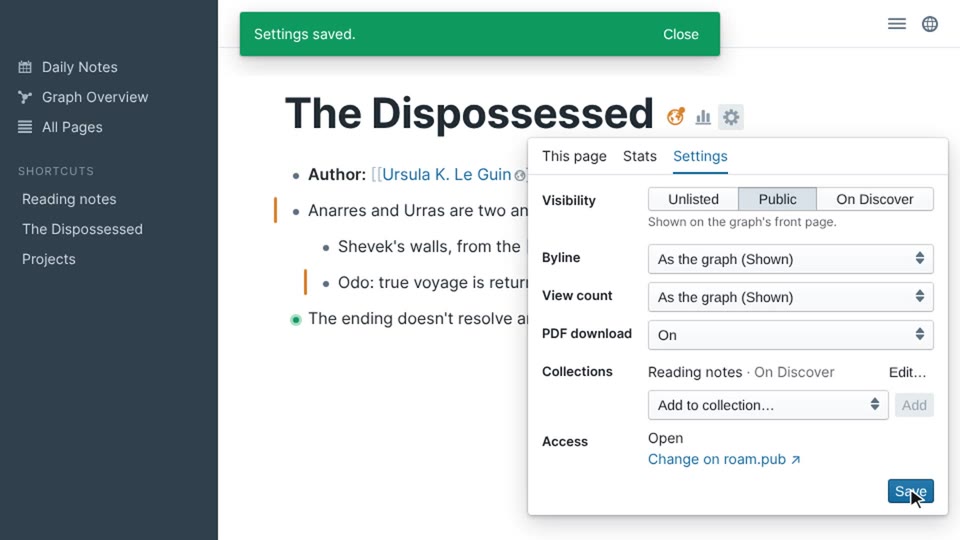 Settings saved.
Close
Daily Notes
Graph Overview
All Pages
SHORTCUTS
Reading notes
The Dispossessed
Projects
The Dispossessed
Author: [[Ursula K. Le Guin
Anarres and Urras are two an
Shevek's walls, from the
Odo: true voyage is return
The ending doesn't resolve
This page
Stats
Settings
Visibility
Unlisted
Public
On Discover
Shown on the graph's front page.
Byline
As the graph (Shown)
View count
As the graph (Shown)
PDF download
On
Collections
Reading notes · On Discover
Edit…
Add to collection…
Add
Access
Open
Change on roam.pub ↗
Save